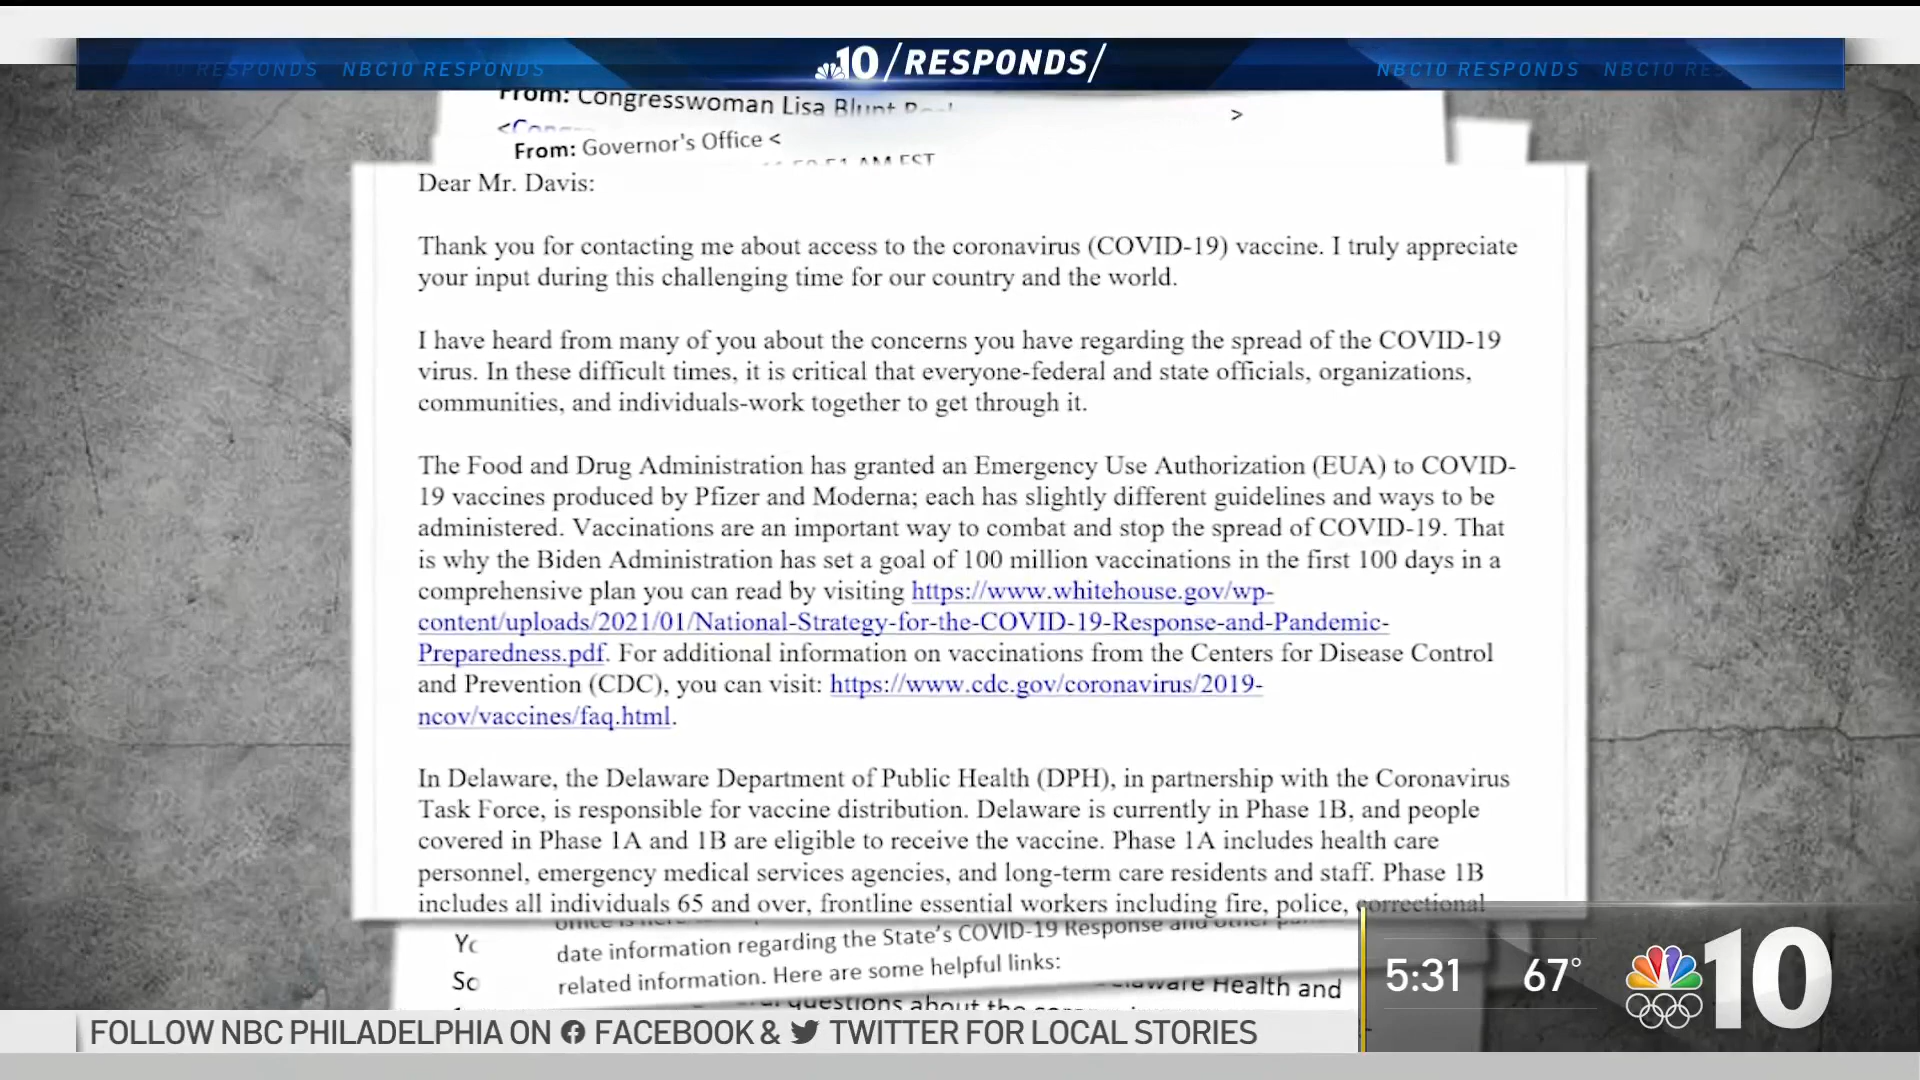 10 RESPONDS NBC10 RESPONDS
10 /RESPONDS/
NBC10 RESPONDS NBC10
From: Congresswoman Lisa Blunt
>
From: Governor's Office <
AM EST
Dear Mr. Davis:
Thank you for contacting me about access to the coronavirus (COVID-19) vaccine. I truly appreciate
your input during this challenging time for our country and the world.
I have heard from many of you about the concerns you have regarding the spread of the COVID-19
virus. In these difficult times, it is critical that everyone-federal and state officials, organizations,
communities, and individuals-work together to get through it.
The Food and Drug Administration has granted an Emergency Use Authorization (EUA) to COVID-
19 vaccines produced by Pfizer and Moderna; each has slightly different guidelines and ways to be
administered. Vaccinations are an important way to combat and stop the spread of COVID-19. That
is why the Biden Administration has set a goal of 100 million vaccinations in the first 100 days in a
comprehensive plan you can read by visiting https://www.whitehouse.gov/wp-
content/uploads/2021/01/National-Strategy-for-the-COVID-19-Response-and-Pandemic-
Preparedness.pdf. For additional information on vaccinations from the Centers for Disease Control
and Prevention (CDC), you can visit: https://www.cdc.gov/coronavirus/2019-
ncov/vaccines/faq.html.
In Delaware, the Delaware Department of Public Health (DPH), in partnership with the Coronavirus
Task Force, is responsible for vaccine distribution. Delaware is currently in Phase 1B, and people
covered in Phase 1A and 1B are eligible to receive the vaccine. Phase 1A includes health care
personnel, emergency medical services agencies, and long-term care residents and staff. Phase 1B
includes all individuals 65 and over, frontline essential workers including fire, police, correctional
date information regarding the State's COVID-19 Response and other
related information. Here are some helpful links:
Health and
questions about the
5:31 67° 10
FOLLOW NBC PHILADELPHIA ON FACEBOOK & TWITTER FOR LOCAL STORIES